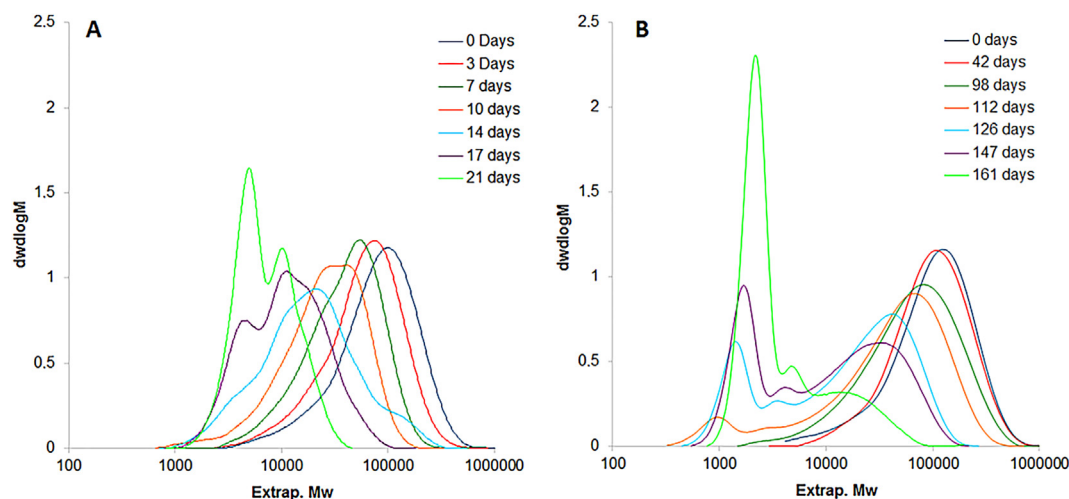 A
2.5
2
1.5
1
0.5
0
dwdlogM
100
1000
10000
100000
1000000
Extrap. Mw
0 Days
3 Days
7 days
10 days
14 days
17 days
21 days
B
2.5
2
1.5
1
0.5
0
dwdlogM
100
1000
10000
100000
1000000
Extrap. Mw
0 days
42 days
98 days
112 days
126 days
147 days
161 days